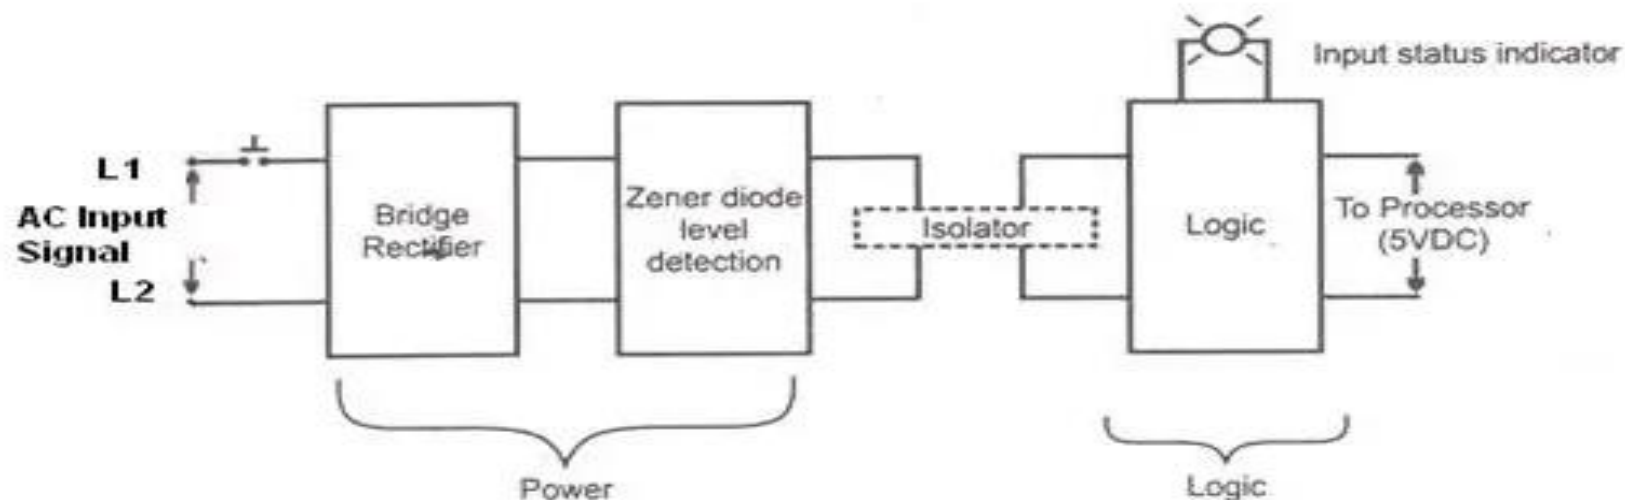 Input status indicator
L1
AC Input
Signal
L2
Bridge
Rectifier
Zener diode
level
detection
Isolator
Logic
To Processor
(5VDC)
Power
Logic